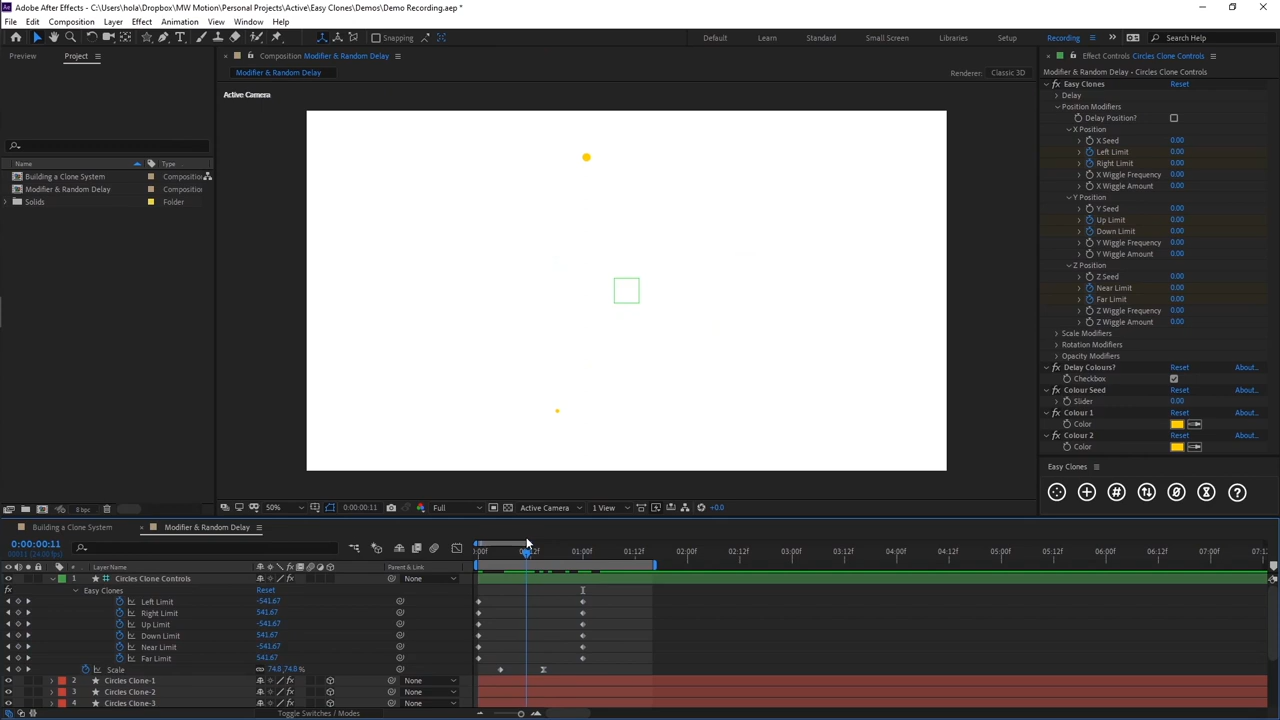 Adobe After Effects - C:\Users\hola\Dropbox\MW Motion\Personal Projects\Active\Easy Clones\Demos\Demo Recording.aep *
File Edit Composition Layer Effect Animation View Window Help
Snapping
Default Learn Standard Small Screen Libraries Setup Recording Search Help
Preview Project
Composition Modifier & Random Delay
Modifier & Random Delay
Renderer: Classic 3D
Active Camera
Name Type
Building a Clone System Compositio
Modifier & Random Delay Compositio
Solids Folder
8 bpc
50% 0:00:00:11 Full Active Camera 1 View +0.0
Effect Controls Circles Clone Controls
Modifier & Random Delay • Circles Clone Controls
fx Easy Clones Reset
Delay
Position Modifiers
Delay Position?
X Position
X Seed 0.00
Left Limit 0.00
Right Limit 0.00
X Wiggle Frequency 0.00
X Wiggle Amount 0.00
Y Position
Y Seed 0.00
Up Limit 0.00
Down Limit 0.00
Y Wiggle Frequency 0.00
Y Wiggle Amount 0.00
Z Position
Z Seed 0.00
Near Limit 0.00
Far Limit 0.00
Z Wiggle Frequency 0.00
Z Wiggle Amount 0.00
Scale Modifiers
Rotation Modifiers
Opacity Modifiers
fx Delay Colours? Reset About...
Checkbox
fx Colour Seed Reset About...
Slider 0.00
fx Colour 1 Reset About...
Color
fx Colour 2 Reset About...
Color
Easy Clones
Building a Clone System Modifier & Random Delay
0:00:00:11
00011 (24.00 fps)
# Layer Name Parent & Link
:00f 01:00f 01:12f 02:00f 02:12f 03:00f 03:12f 04:00f 04:12f 05:00f 05:12f 06:00f 06:12f 07:00f 07:12
1 Circles Clone Controls None
Easy Clones Reset
Left Limit -541.67
Right Limit 541.67
Up Limit -541.67
Down Limit 541.67
Near Limit -541.67
Far Limit 541.67
Scale 74.8,74.8%
2 Circles Clone-1 None
3 Circles Clone-2 None
4 Circles Clone-3 None
Toggle Switches / Modes